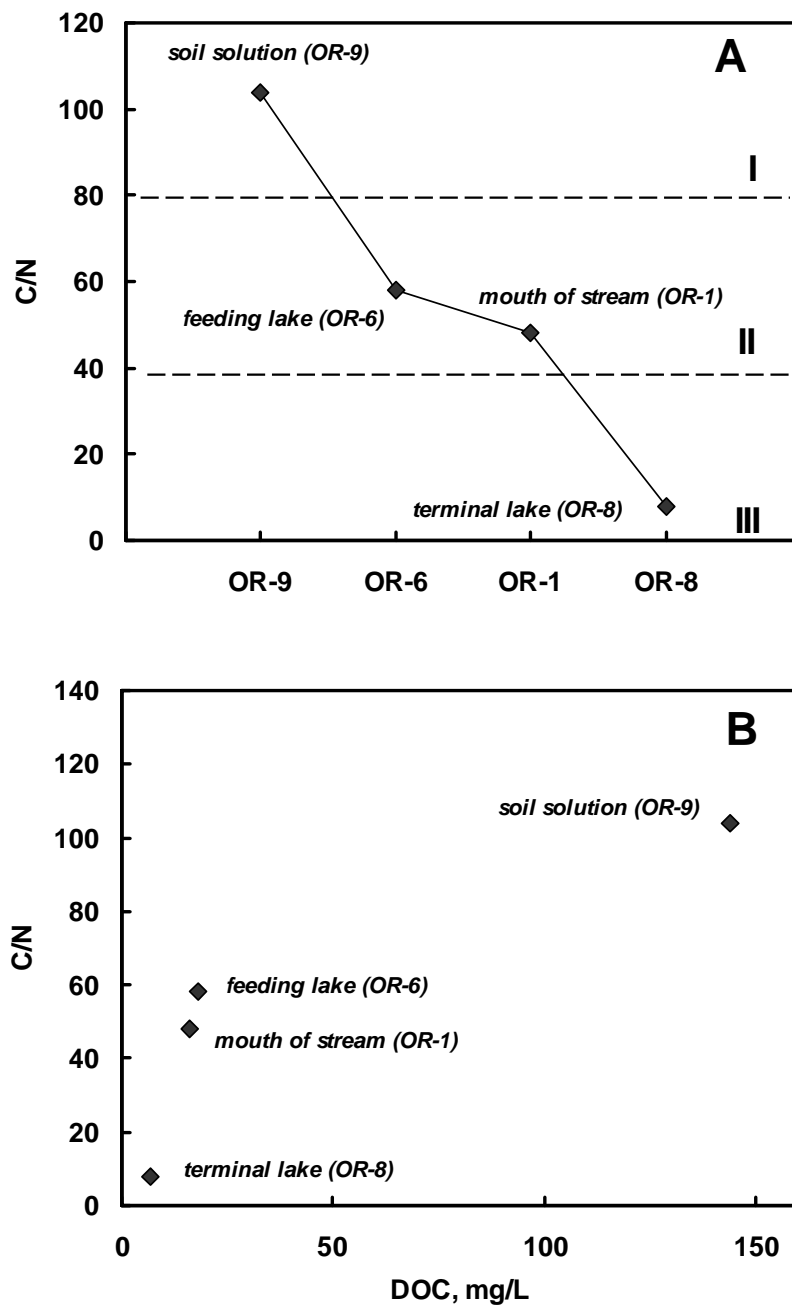 120
soil solution (OR-9)
A
100
I
80
C/N
60
mouth of stream (OR-1)
feeding lake (OR-6)
II
40
20
terminal lake (OR-8)
III
0
OR-9 OR-6 OR-1 OR-8
140
B
120
soil solution (OR-9)
100
80
C/N
60
feeding lake (OR-6)
mouth of stream (OR-1)
40
20
terminal lake (OR-8)
0
0 50 100 150
DOC, mg/L